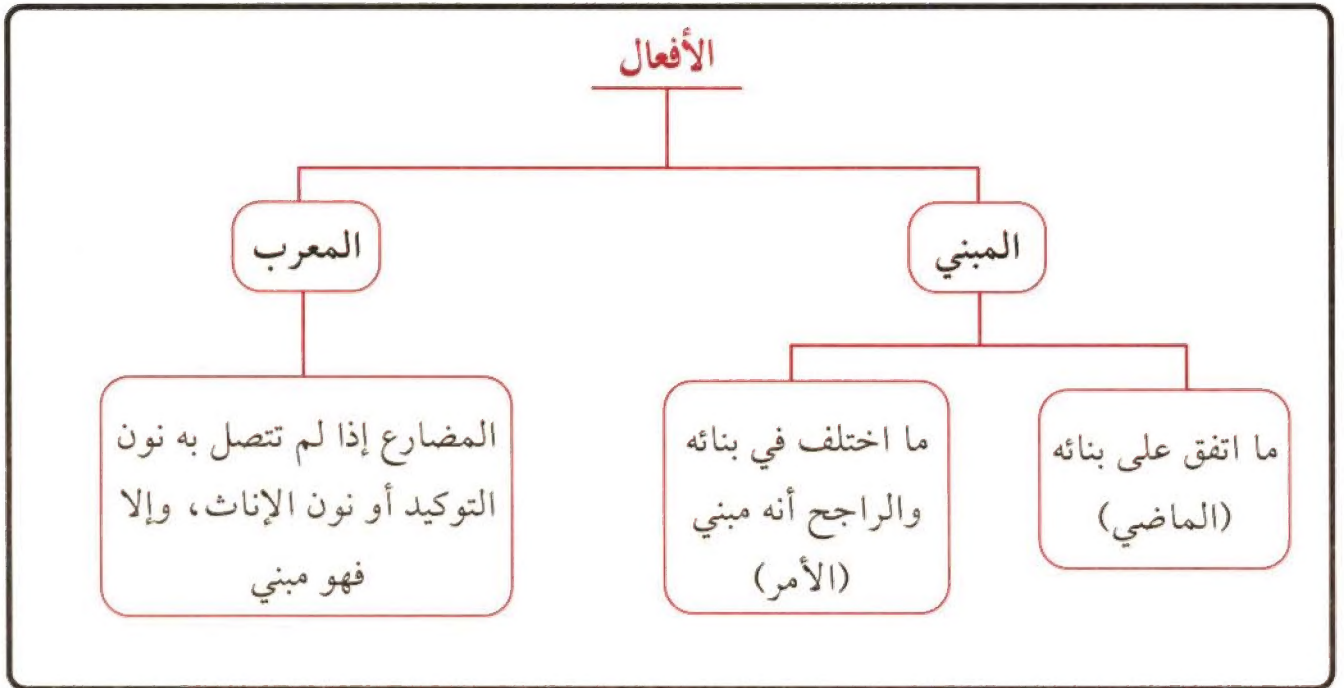 الأفعال
المبني
المعرب
ما اتفق على بنائه
(الماضي)
ما اختلف في بنائه
والراجح أنه مبني
(الأمر)
المضارع إذا لم تتصل به نون
التوكيد أو نون الإناث، وإلا
فهو مبني